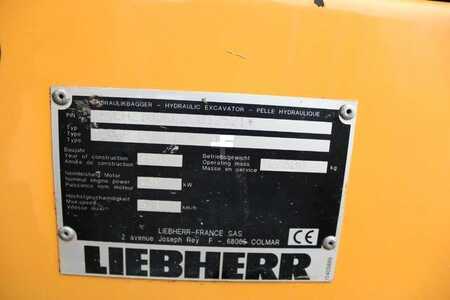 HYDRAULIKBAGGER - HYDRAULIC EXCAVATOR - PELLE HYDRAULIQUE
PIN
Typ
Type
Type
Baujahr
Year of construction
Année de construction
Betriebsgewicht
Operating mass
Masse en service
kg
Nennleistung Motor
Nominal engine power
Puissance nom moteur
kW
Höchstgeschwindigkeit
Max.speed
Vitesse max
km/h
LIEBHERR-FRANCE SAS
2 avenue Joseph Rey F - 68005 COLMAR
CE
LIEBHERR